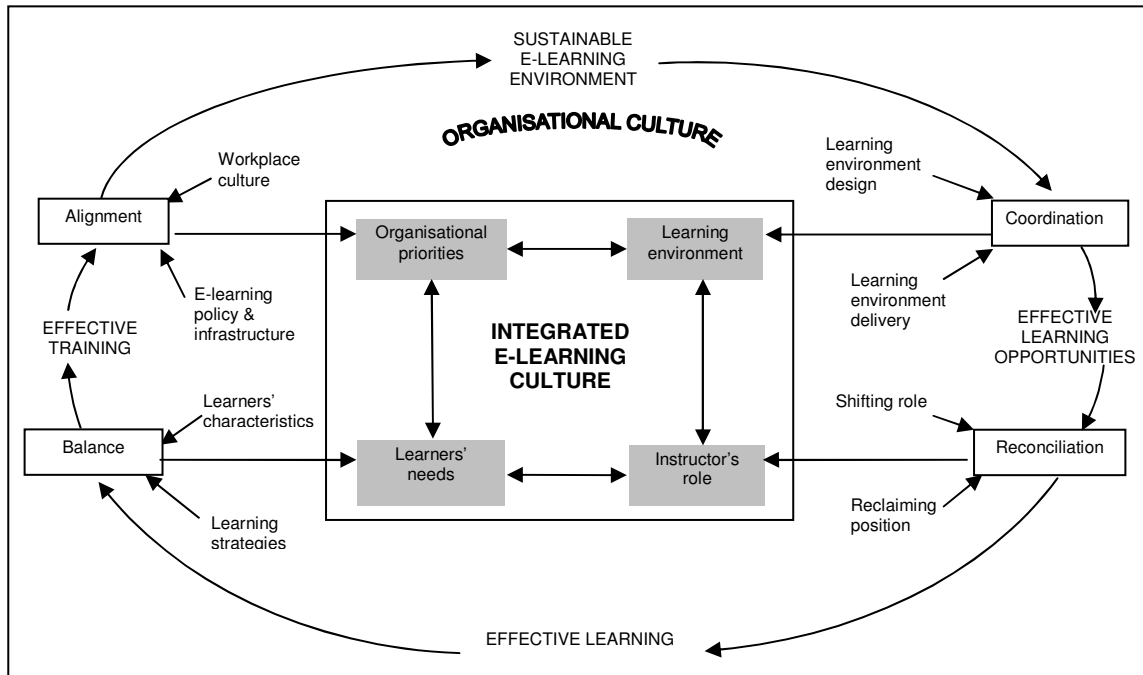 SUSTAINABLE
E-LEARNING
ENVIRONMENT
ORGANISATIONAL CULTURE
Workplace
culture
Learning
environment
design
Alignment
Coordination
Organisational
priorities
Learning
environment
E-learning
policy &
infrastructure
Learning
environment
delivery
EFFECTIVE
TRAINING
INTEGRATED
E-LEARNING
CULTURE
EFFECTIVE
LEARNING
OPPORTUNITIES
Learners'
characteristics
Shifting role
Balance
Learners'
needs
Instructor's
role
Reconciliation
Learning
strategies
Reclaiming
position
EFFECTIVE LEARNING